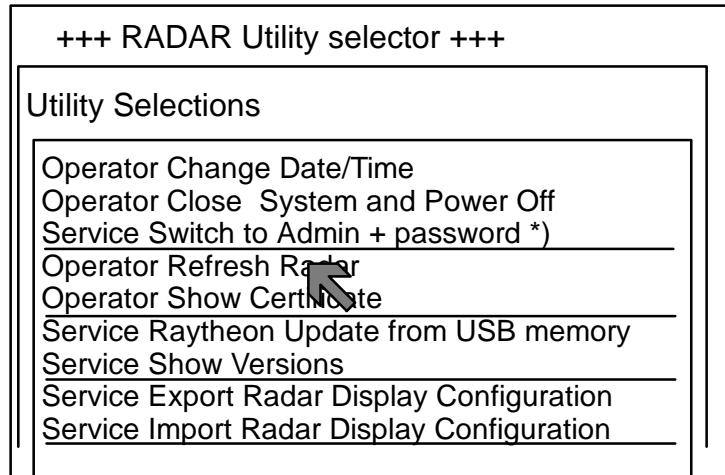 +++ RADAR Utility selector +++
Utility Selections
Operator Change Date/Time
Operator Close System and Power Off
Service Switch to Admin + password *)
Operator Refresh Radar
Operator Show Certificate
Service Raytheon Update from USB memory
Service Show Versions
Service Export Radar Display Configuration
Service Import Radar Display Configuration